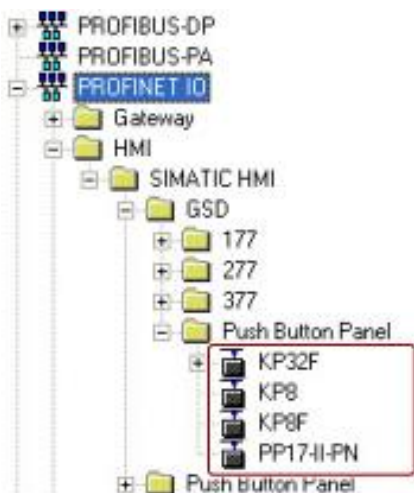 PROFIBUS-DP
PROFIBUS-PA
PROFINET IO
Gateway
HMI
SIMATIC HMI
GSD
177
277
377
Push Button Panel
KP32F
KP8
KP8F
PP17-II-PN
Push Button Panel